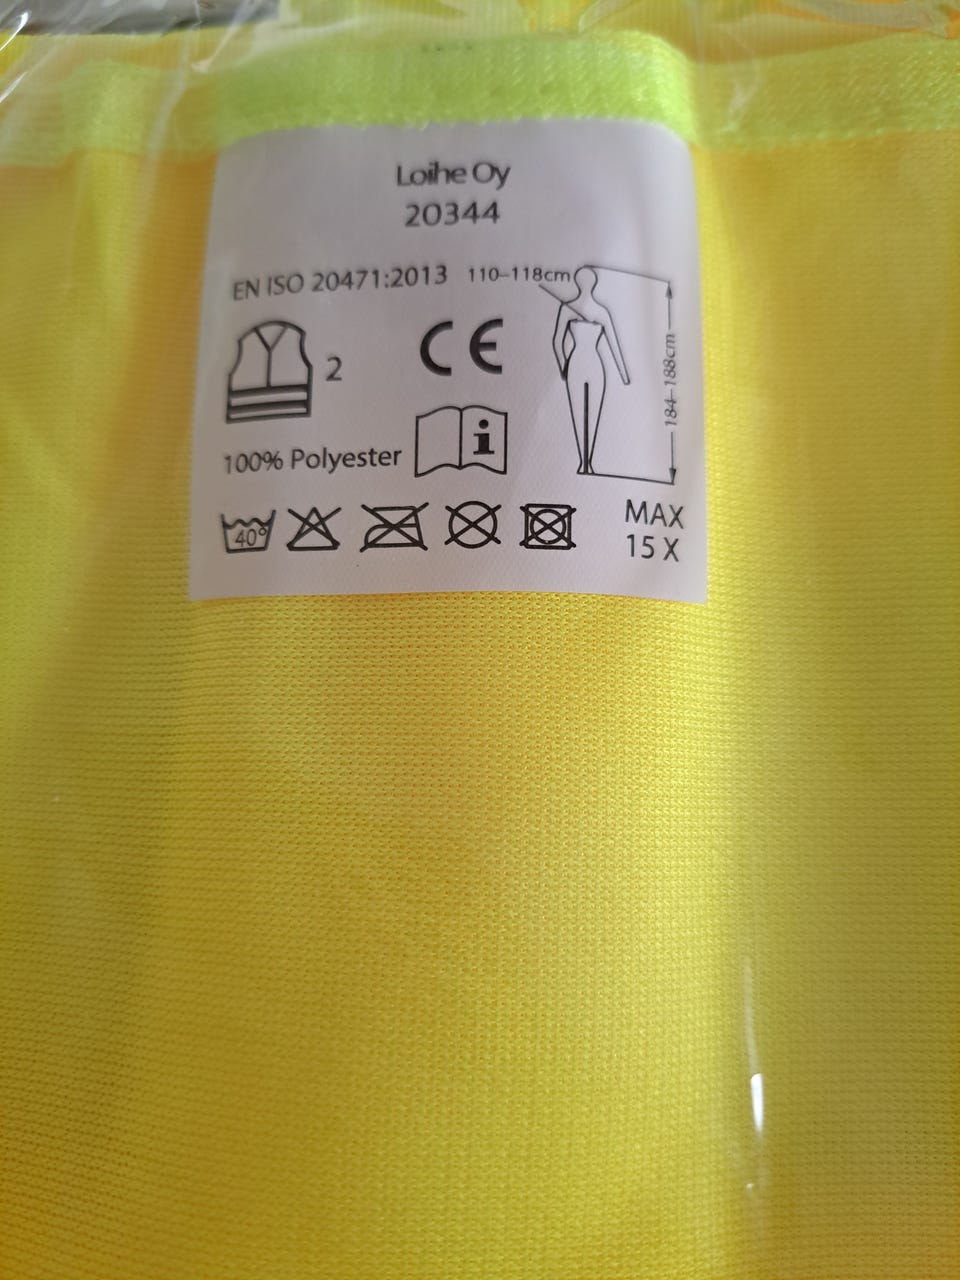 Loihe Oy
20344
EN ISO 20471:2013
110–118cm
184–188cm
2
CE
100% Polyester
i
40°
MAX
15 X